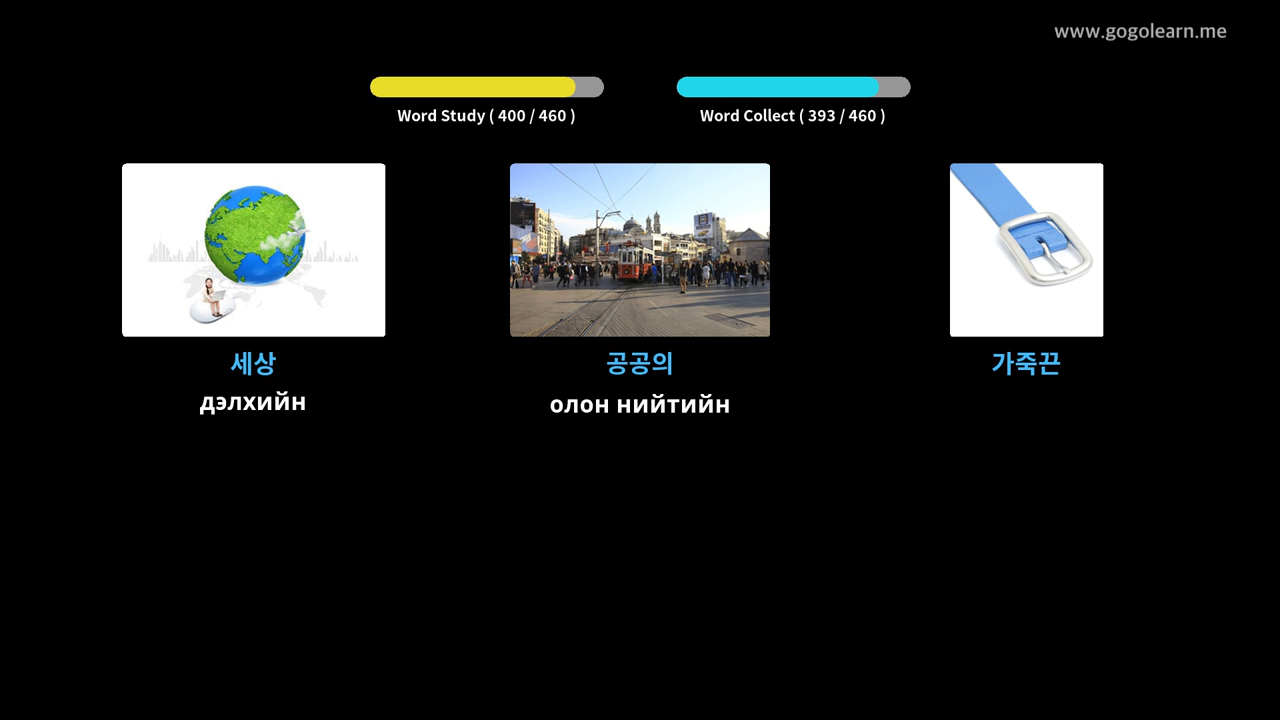 www.gogolearn.me
Word Study ( 400 / 460 )
Word Collect ( 393 / 460 )
세상
дэлхийн
공공의
олон нийтийн
가죽끈